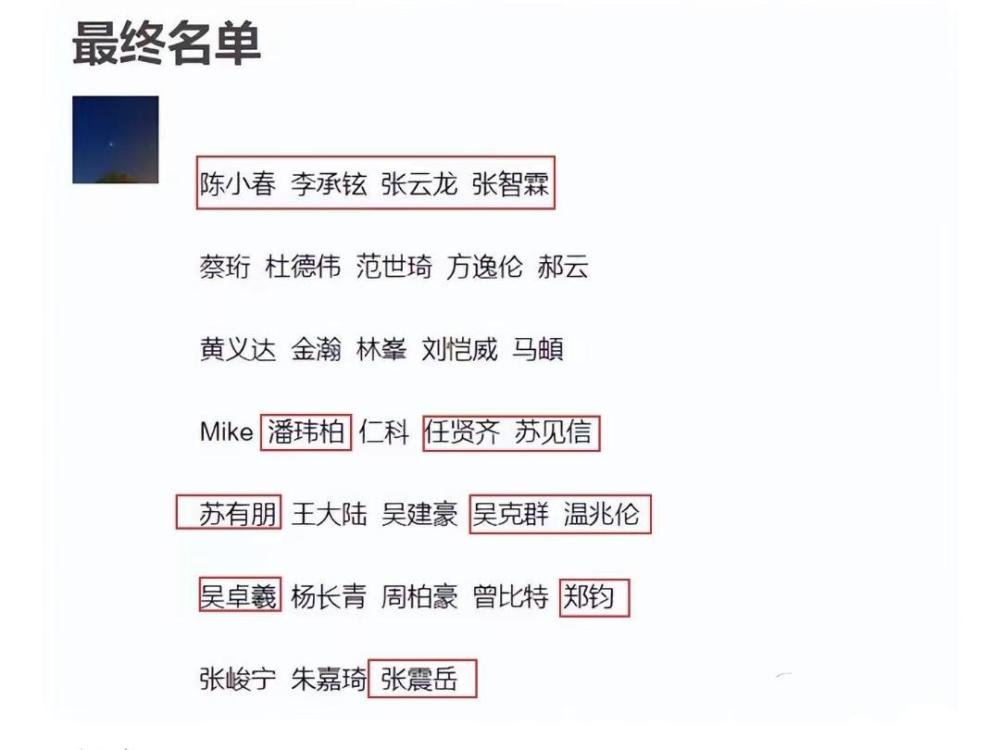 最终名单
陈小春 李承铉 张云龙 张智霖
蔡珩 杜德伟 范世琦 方逸伦 郝云
黄义达 金瀚 林峯 刘恺威 马頔
Mike 潘玮柏 仁科 任贤齐 苏见信
苏有朋 王大陆 吴建豪 吴克群 温兆伦
吴卓羲 杨长青 周柏豪 曾比特 郑钧
张峻宁 朱嘉琦 张震岳